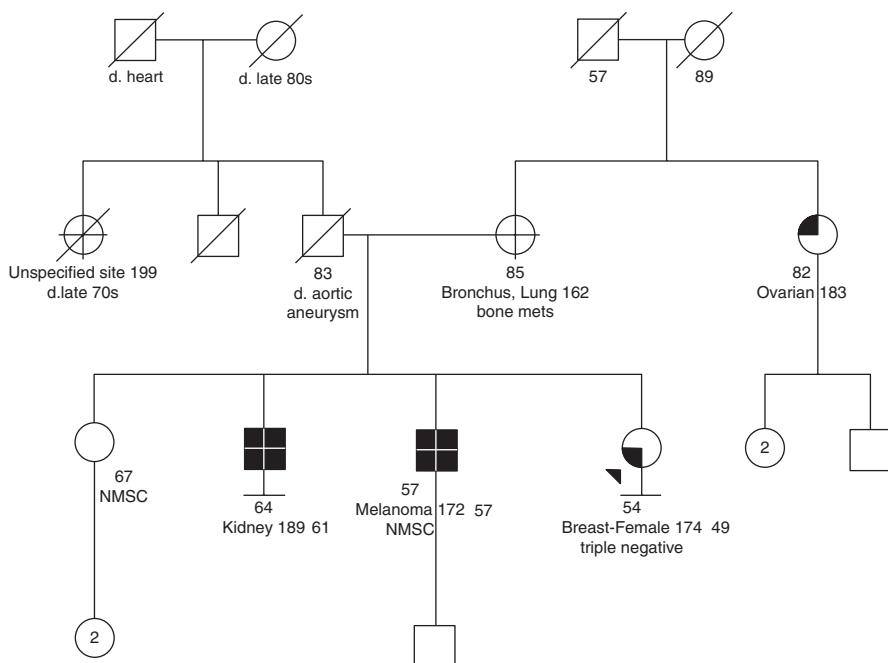 d. heart
d. late 80s
57
89
Unspecified site 199
d.late 70s
83
d. aortic
aneurysm
85
Bronchus, Lung 162
bone mets
82
Ovarian 183
67
NMSC
64
Kidney 189 61
57
Melanoma 172 57
NMSC
54
Breast-Female 174 49
triple negative
2
2